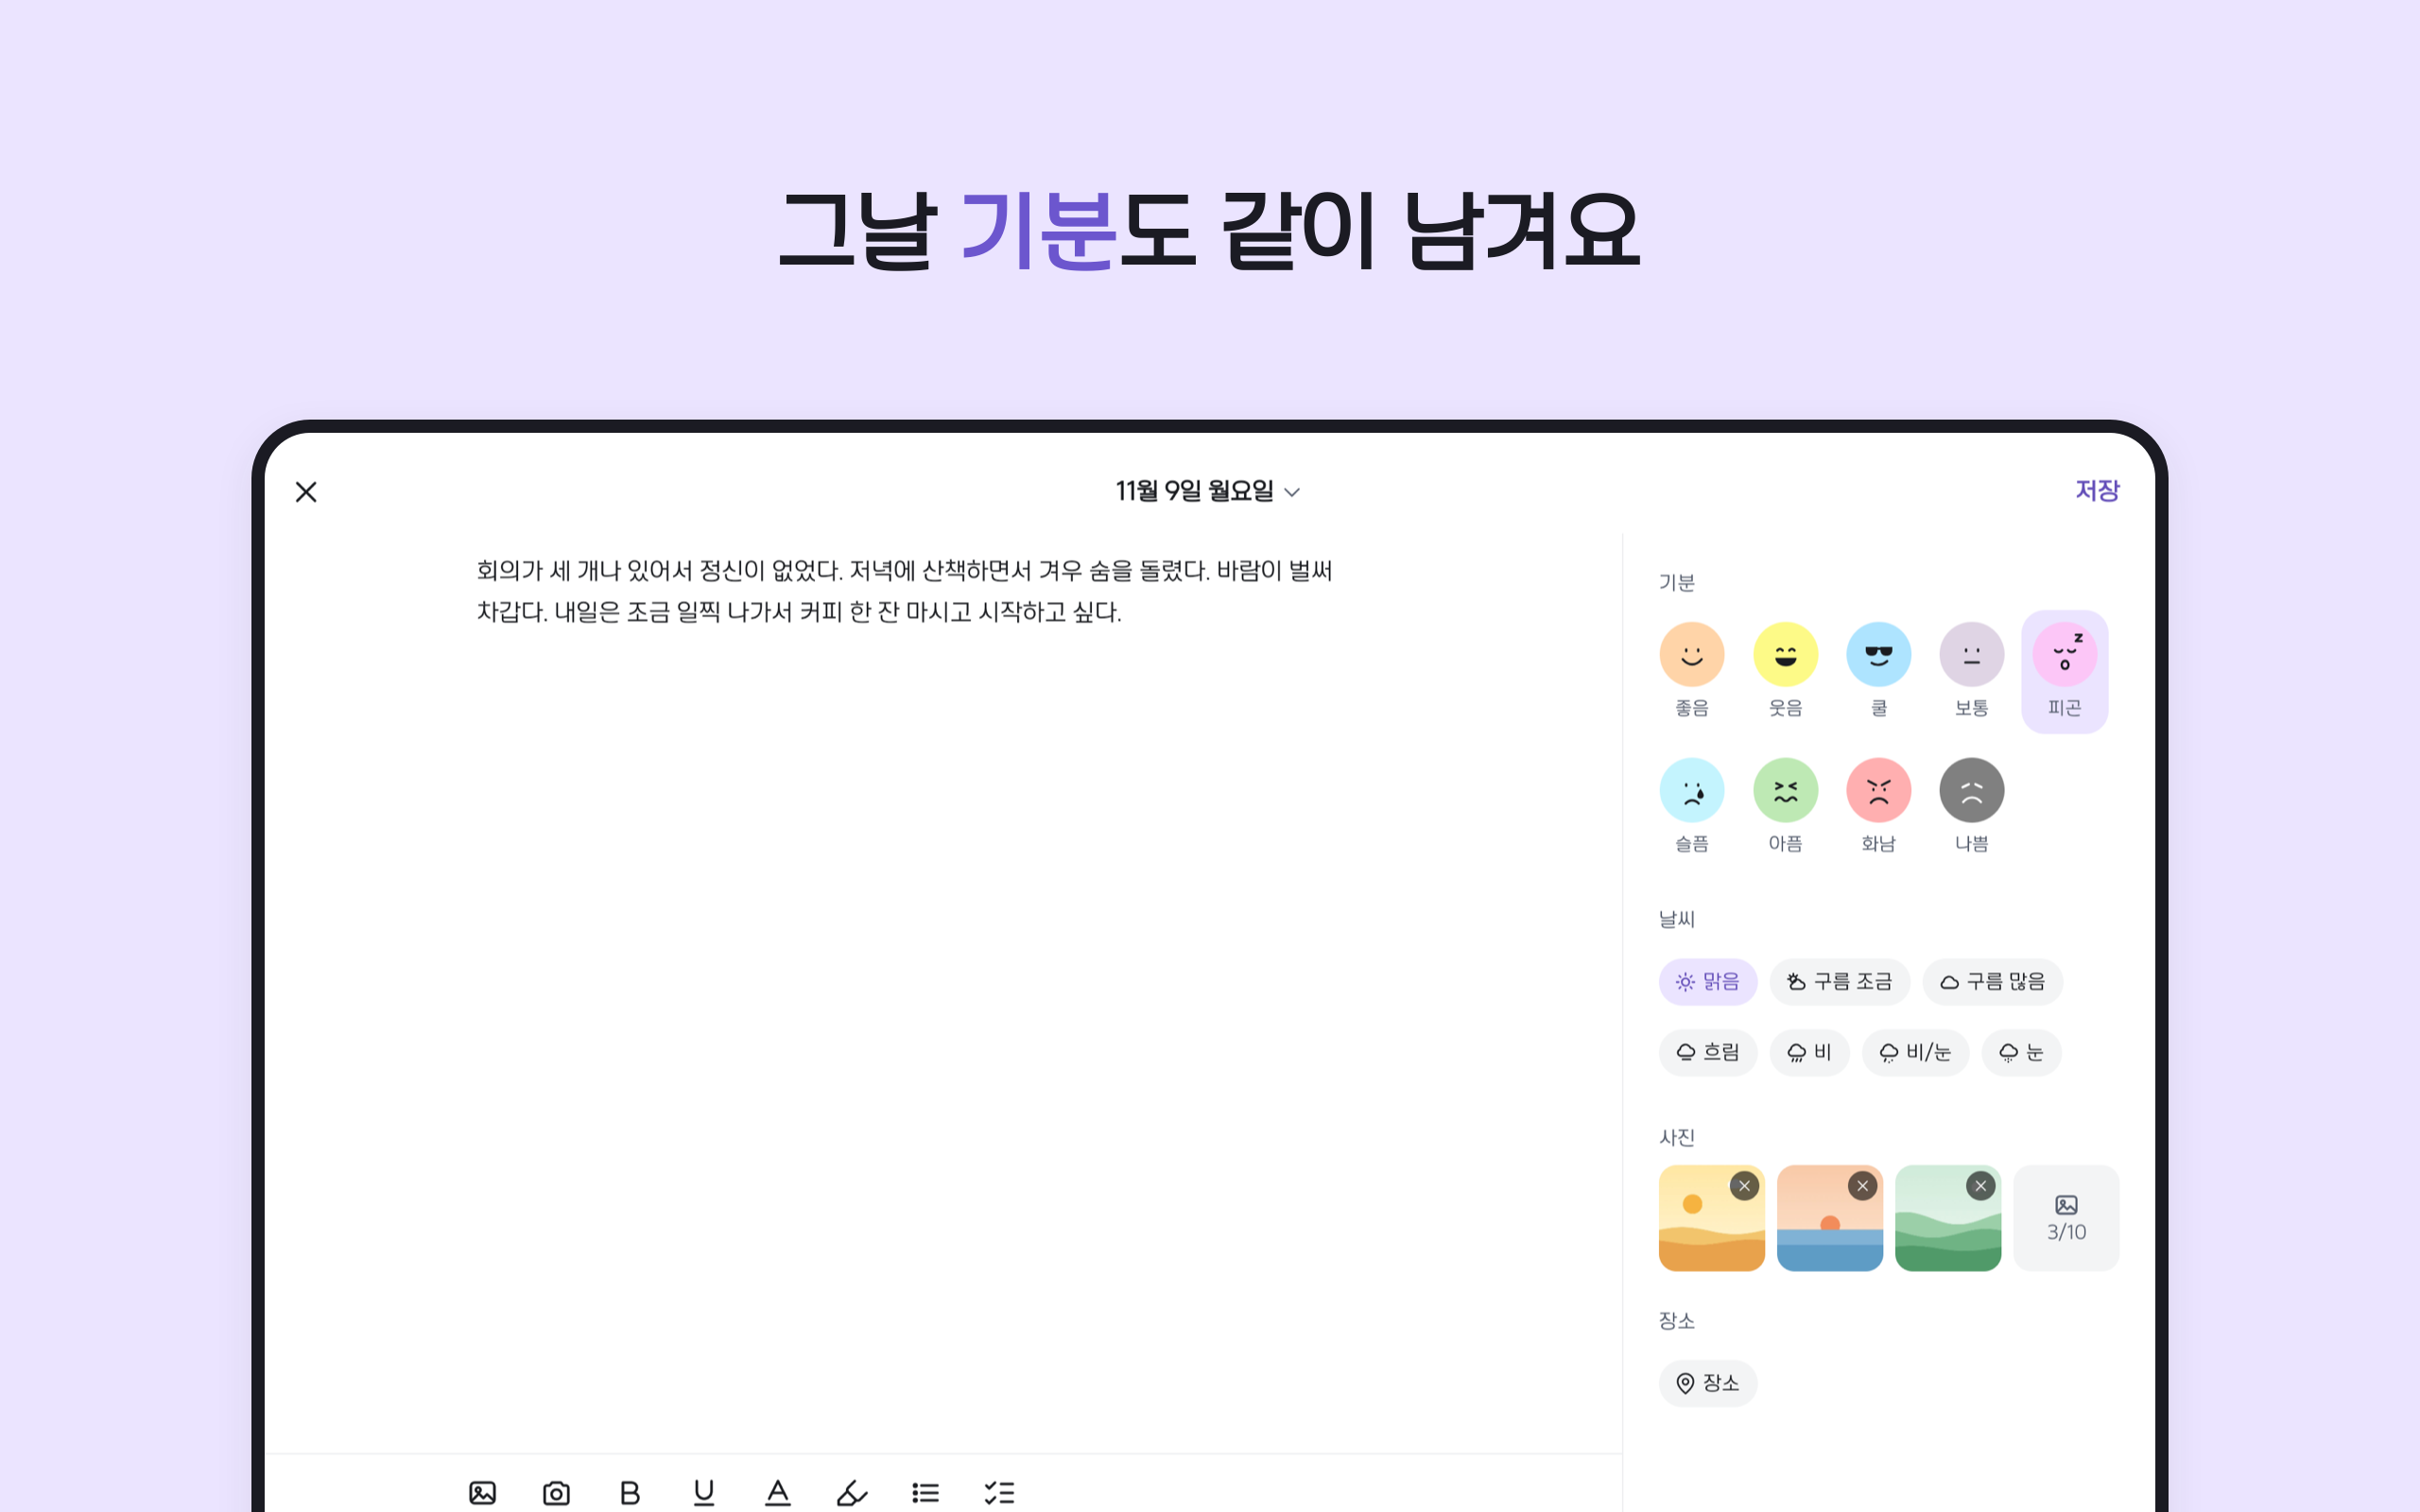 그날 기분도 같이 남겨요
11월 9일 월요일
저장
회의가 세 개나 있어서 정신이 없었다. 저녁에 산책하면서 겨우 숨을 돌렸다. 바람이 벌써
차갑다. 내일은 조금 일찍 나가서 커피 한 잔 마시고 시작하고 싶다.
기분
좋음 웃음 쿨 보통 피곤
슬픔 아픔 화남 나쁨
날씨
맑음 구름 조금 구름 많음
흐림 비 비/눈 눈
사진
3/10
장소
장소